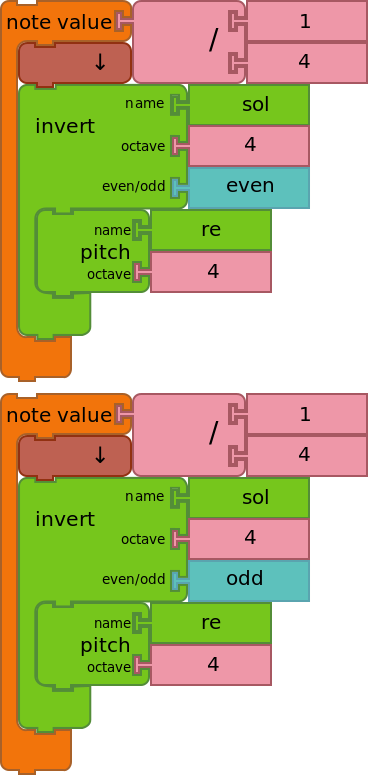 note value / 1
↓ 4
name sol
invert
octave 4
even/odd even
name re
pitch
octave 4
note value / 1
↓ 4
name sol
invert
octave 4
even/odd odd
name re
pitch
octave 4